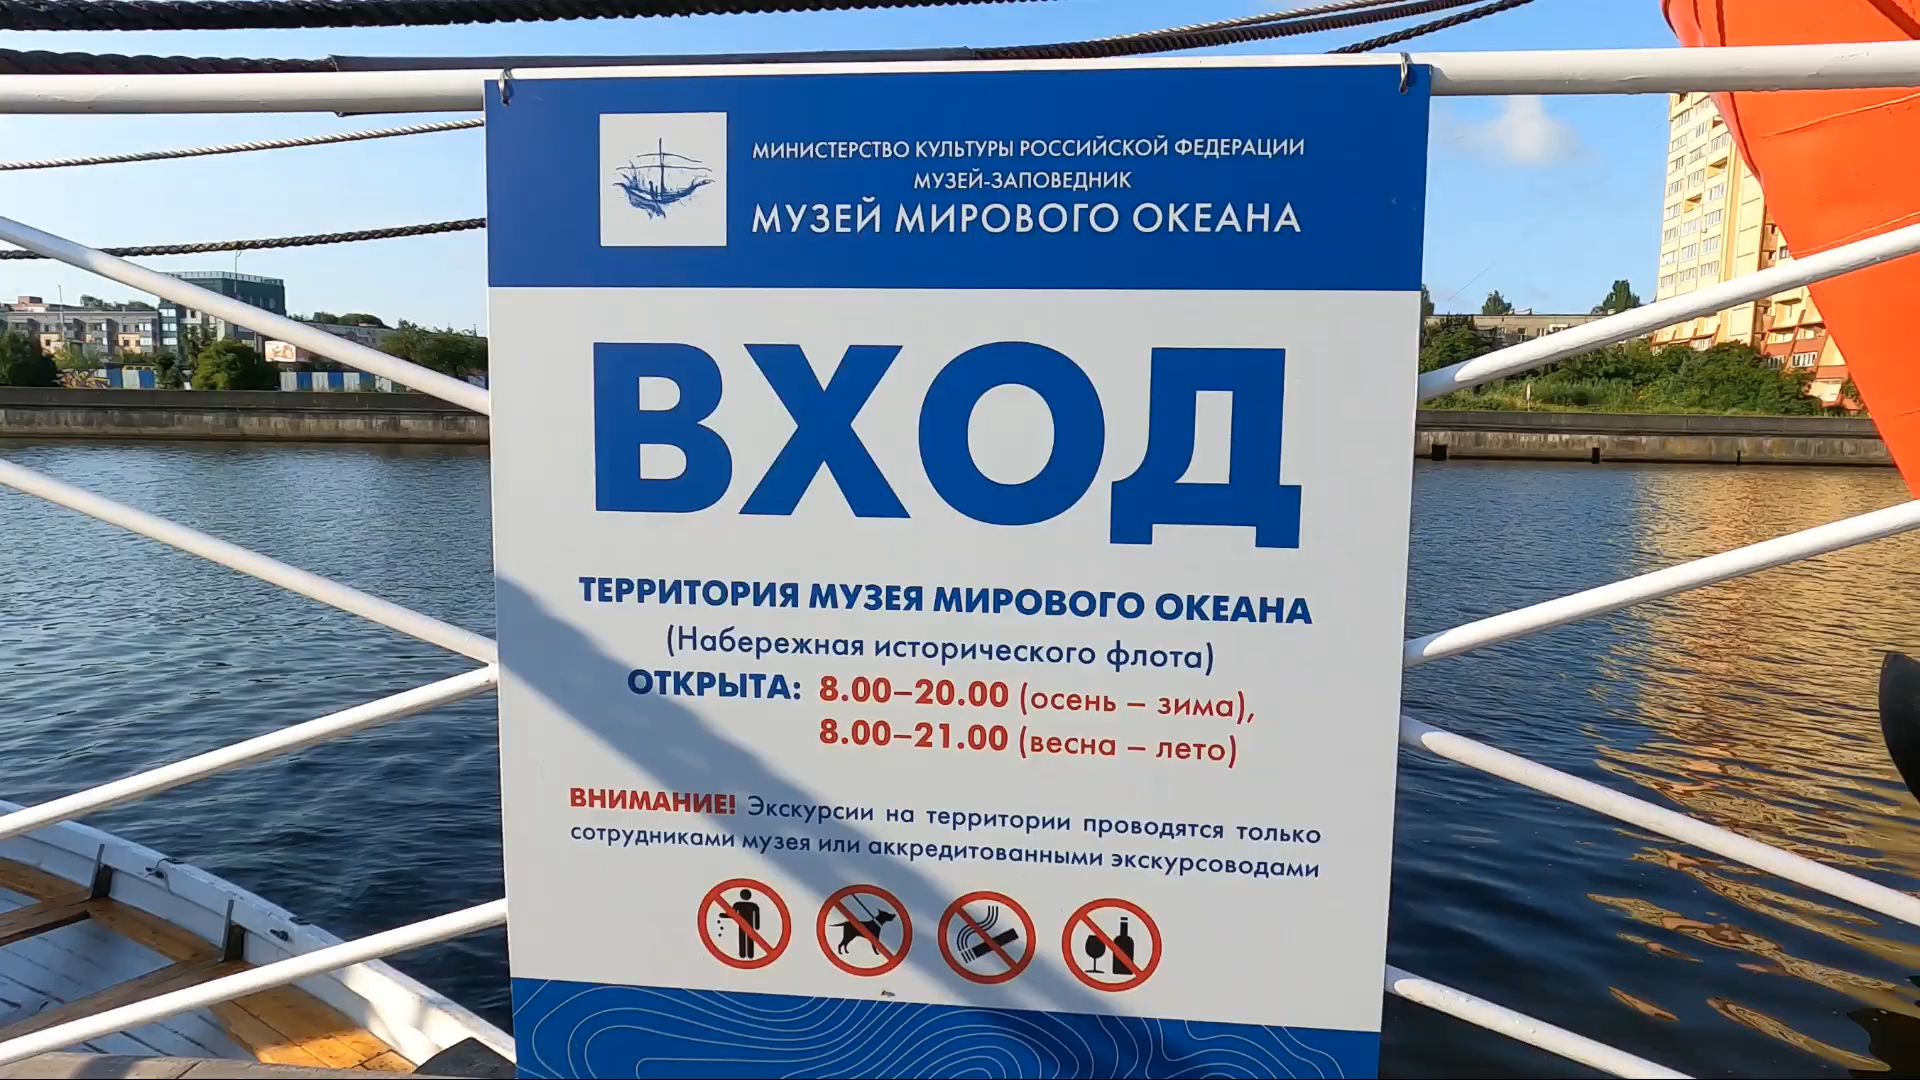 МИНИСТЕРСТВО КУЛЬТУРЫ РОССИЙСКОЙ ФЕДЕРАЦИИ
МУЗЕЙ-ЗАПОВЕДНИК
МУЗЕЙ МИРОВОГО ОКЕАНА
ВХОД
ТЕРРИТОРИЯ МУЗЕЯ МИРОВОГО ОКЕАНА
(Набережная исторического флота)
ОТКРЫТА: 8.00–20.00 (осень – зима),
8.00–21.00 (весна – лето)
ВНИМАНИЕ! Экскурсии на территории проводятся только
сотрудниками музея или аккредитованными экскурсоводами